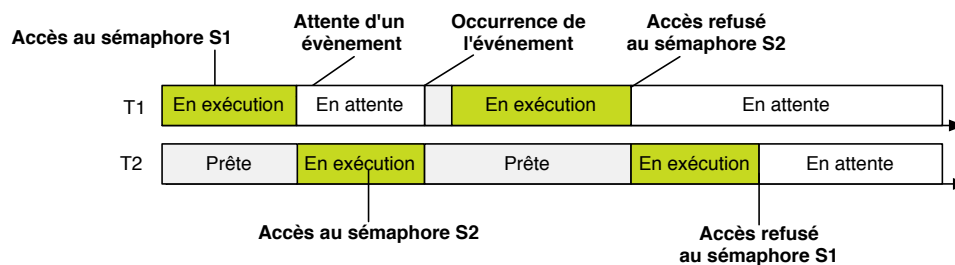 Accès au sémaphore S1
Attente d'un
évènement
Occurrence de
l'événement
Accès refusé
au sémaphore S2
T1 En exécution En attente En exécution En attente
T2 Prête En exécution Prête En exécution En attente
Accès au sémaphore S2
Accès refusé
au sémaphore S1